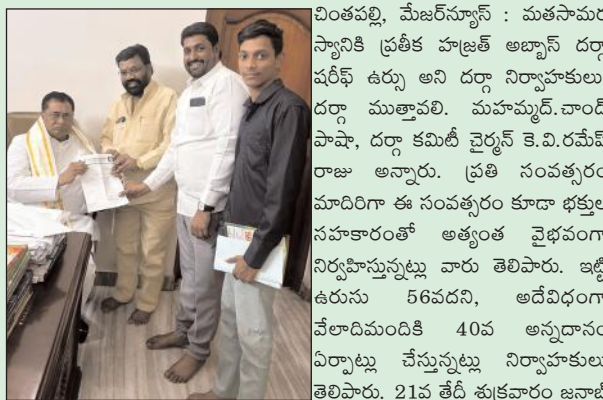 చింతపల్లి, మేజర్‌న్యూస్ : మతసామర
స్యానికి ప్రతీక హజ్రత్ అబ్బాస్ దర్గా
షరీఫ్ ఉర్సు అని దర్గా నిర్వాహకులు
దర్గా ముత్తావలి. మహమ్మద్.చాంద్
పాషా, దర్గా కమిటీ చైర్మన్ కె.వి.రమేష్
రాజు అన్నారు. ప్రతి సంవత్సరం
మాదిరిగా ఈ సంవత్సరం కూడా భక్తుల
సహకారంతో అత్యంత వైభవంగా
నిర్వహిస్తున్నట్లు వారు తెలిపారు. ఇట్టి
ఉరుసు 56వదని, అదేవిధంగా
వేలాదిమందికి 40వ అన్నదానం
ఏర్పాట్లు చేస్తున్నట్లు నిర్వాహకులు
తెలిపారు. 21వ తేదీ శుక్రవారం జనాబ్